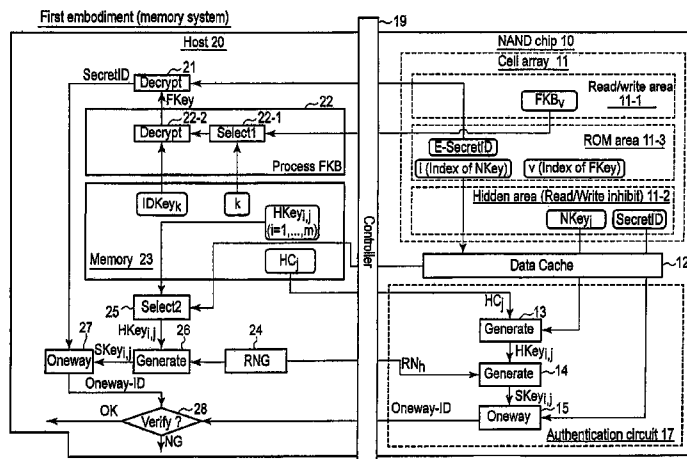 First embodiment (memory system)
19
Host 20
NAND chip 10
Cell array 11
SecretID
21
Decrypt
FKey
22
22-2
22-1
Decrypt
Select1
Process FKB
FKBv
Read/write area
11-1
E-SecretID
ROM area 11-3
i (Index of NKey)
v (Index of FKey)
Hidden area (Read/Write inhibit) 11-2
NKeyi
SecretID
IDKeyk
k
HKeyi,j
(i=1,...,m)
HCj
Memory 23
Controller
Data Cache
12
25
Select2
HKeyi,j
26
24
27
Oneway
SKeyi,j
Generate
RNG
Oneway-ID
28
OK
Verify ?
NG
HCj
13
Generate
HKeyi,j
RNh
Generate
14
SKeyi,j
Oneway-ID
15
Oneway
Authentication circuit 17